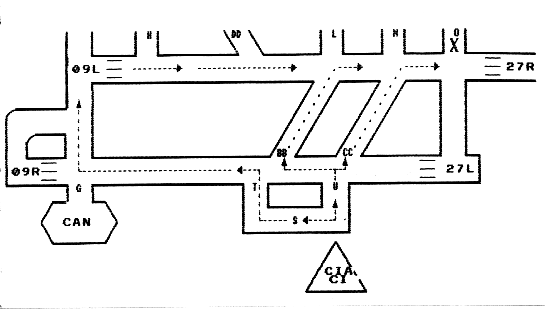 H DD L N O
X
09L 27R
BB CC
09R 27L
G T U
CAN S
CIA
CI